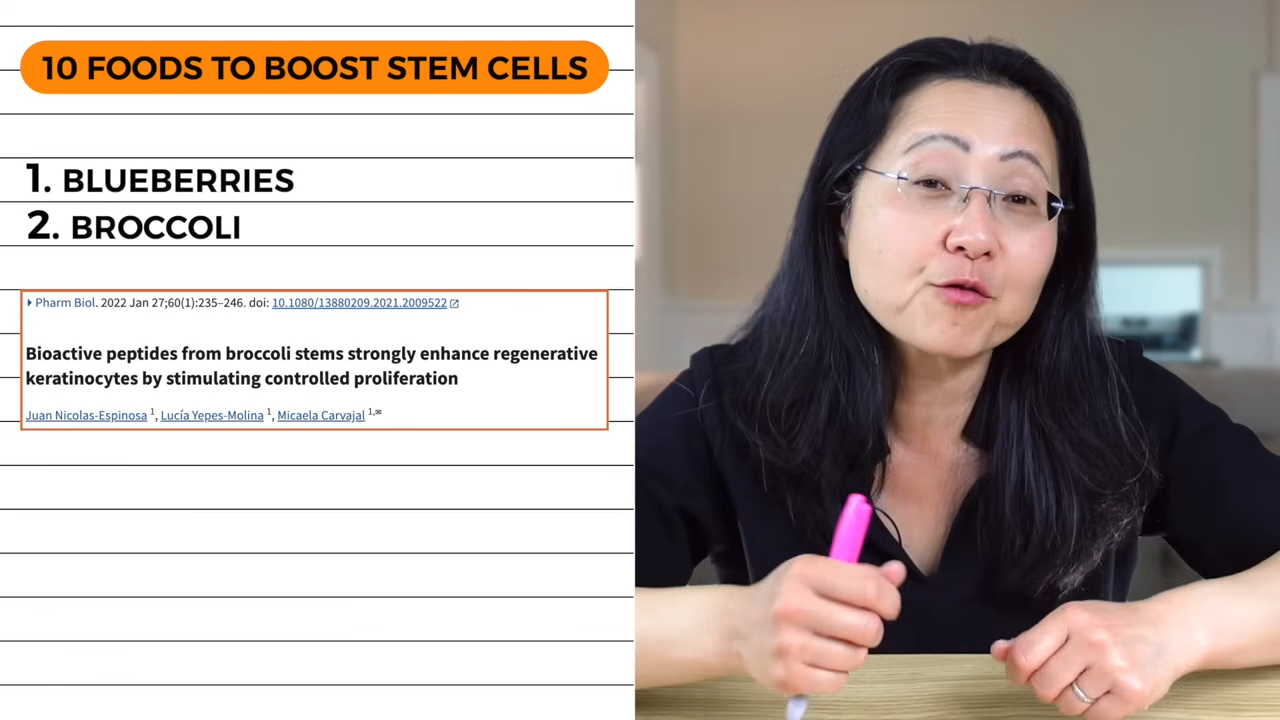 10 FOODS TO BOOST STEM CELLS
1. BLUEBERRIES
2. BROCCOLI
Pharm Biol. 2022 Jan 27;60(1):235–246. doi: 10.1080/13880209.2021.2009522
Bioactive peptides from broccoli stems strongly enhance regenerative
keratinocytes by stimulating controlled proliferation
Juan Nicolas-Espinosa 1, Lucía Yepes-Molina 1, Micaela Carvajal 1,✉